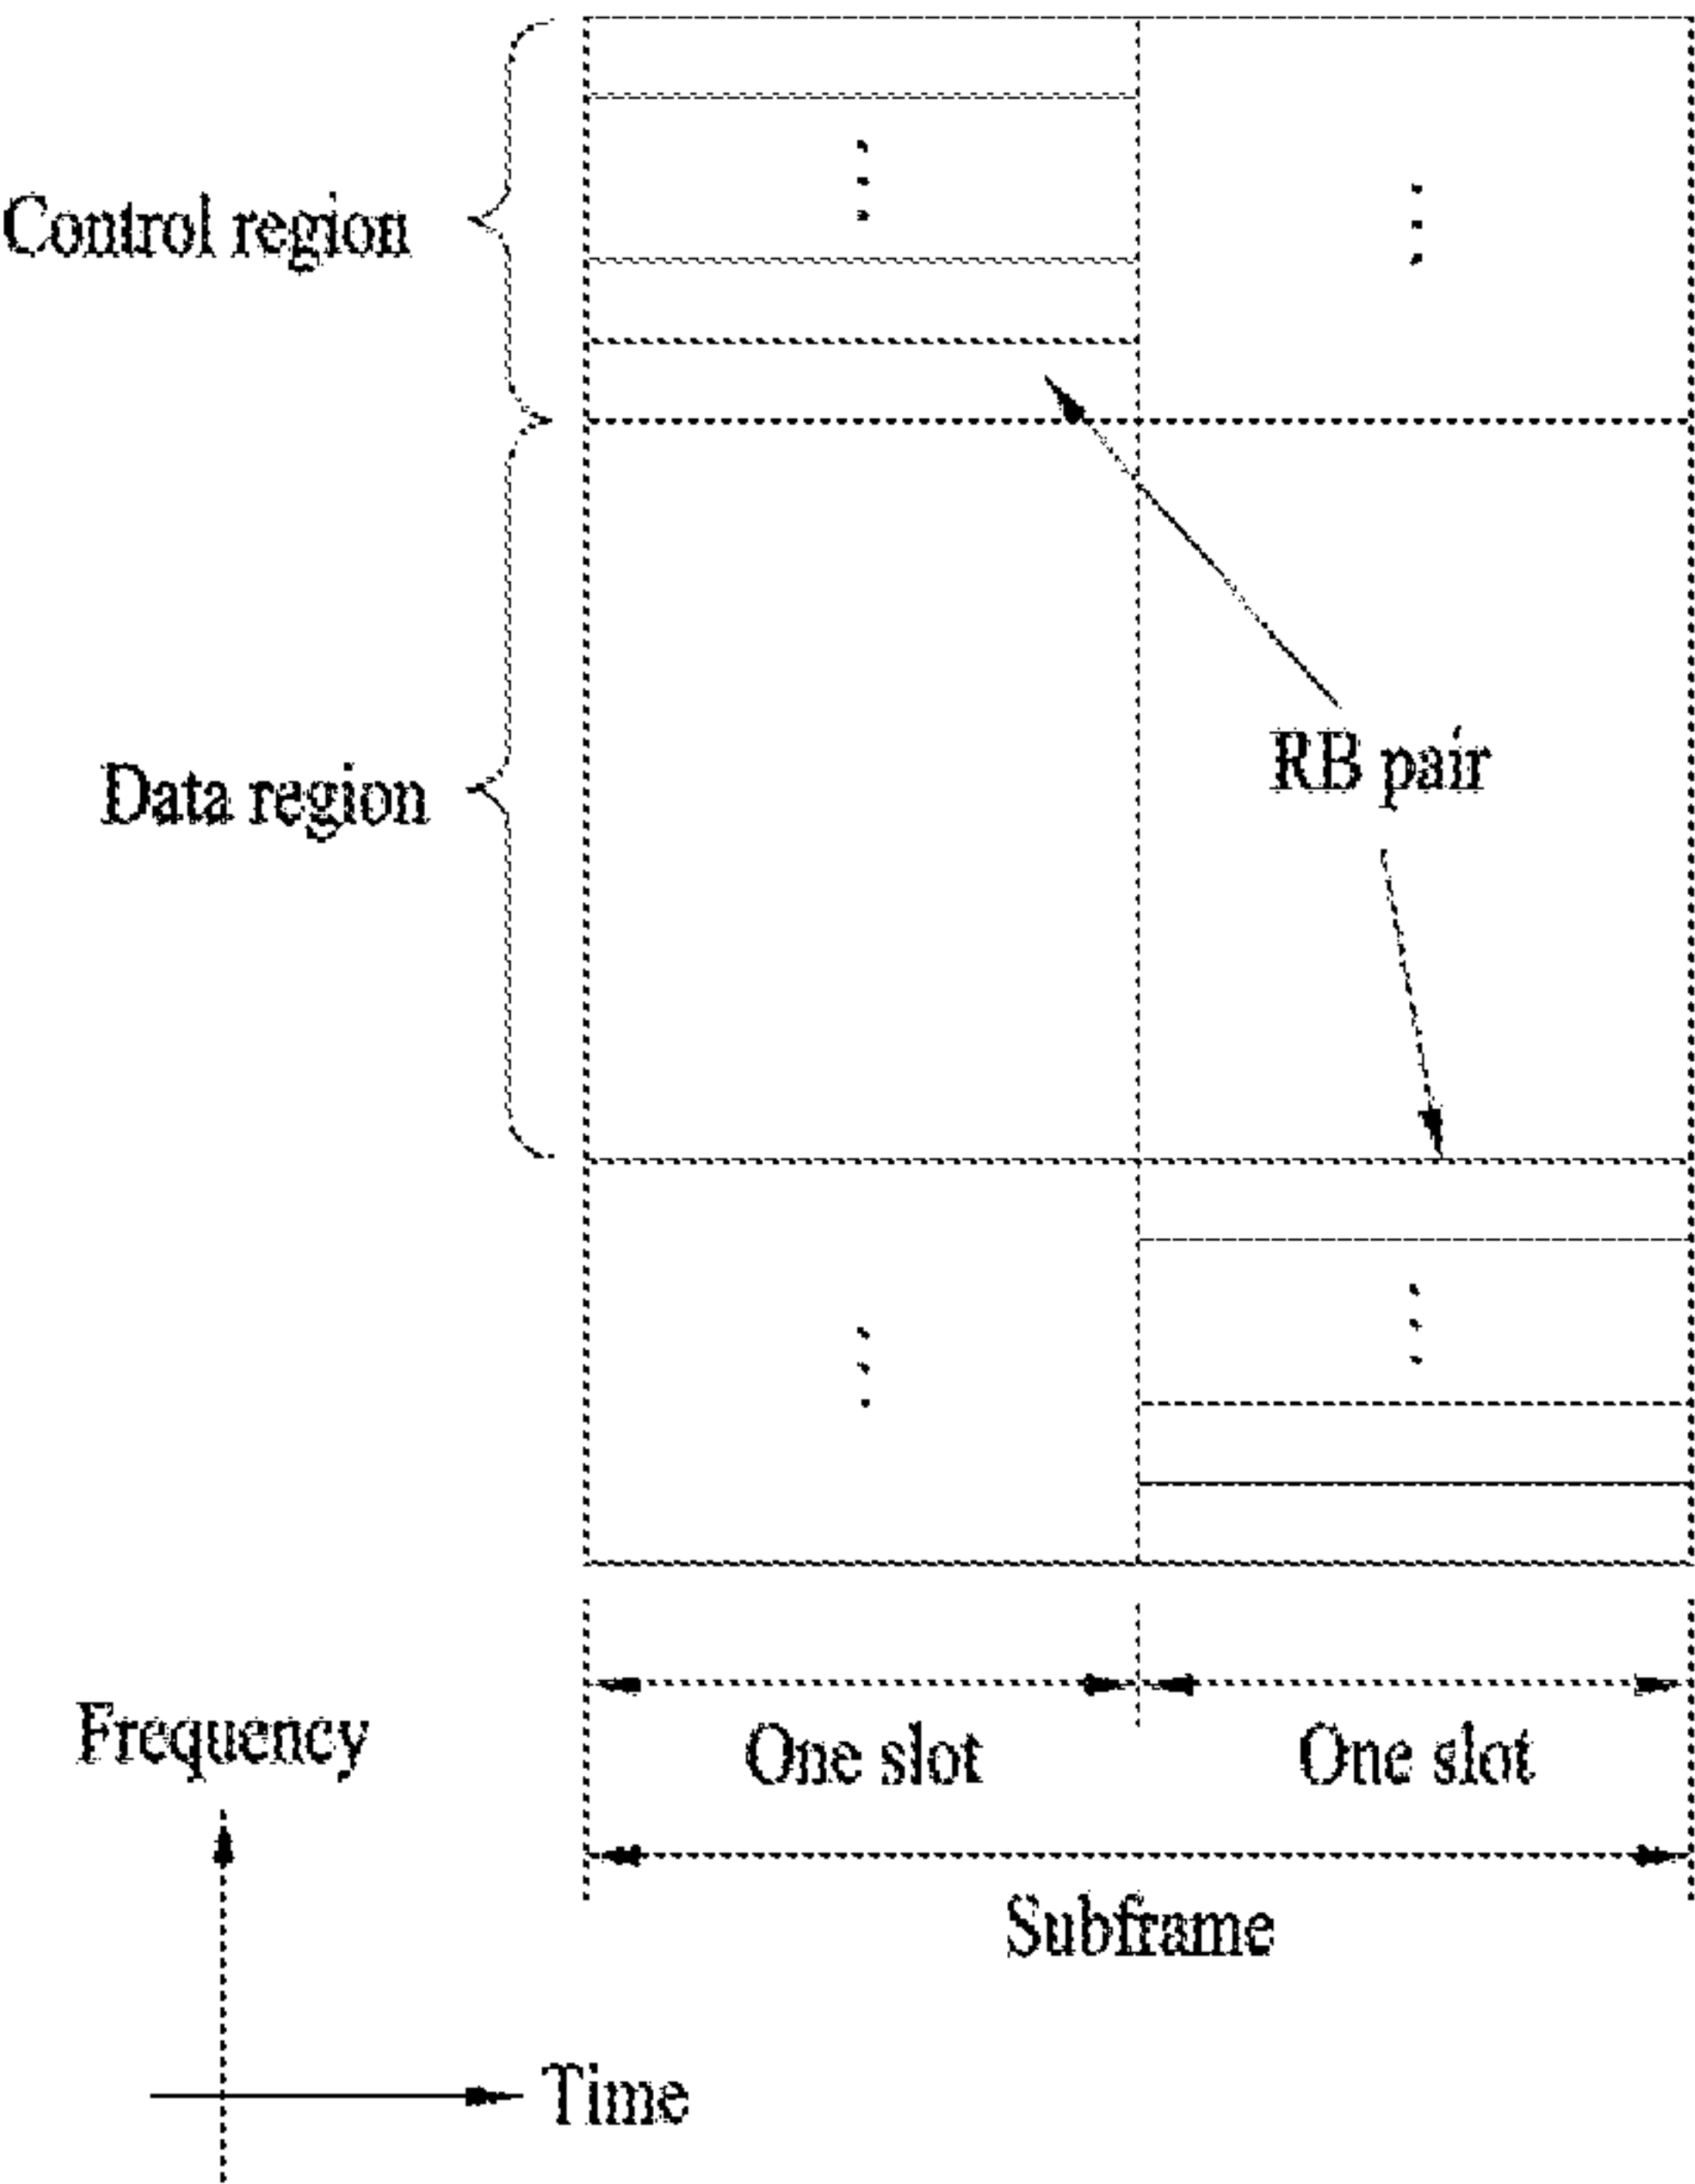 Control region
RB pair
Data region
One slot
One slot
Frequency
Subframe
Time